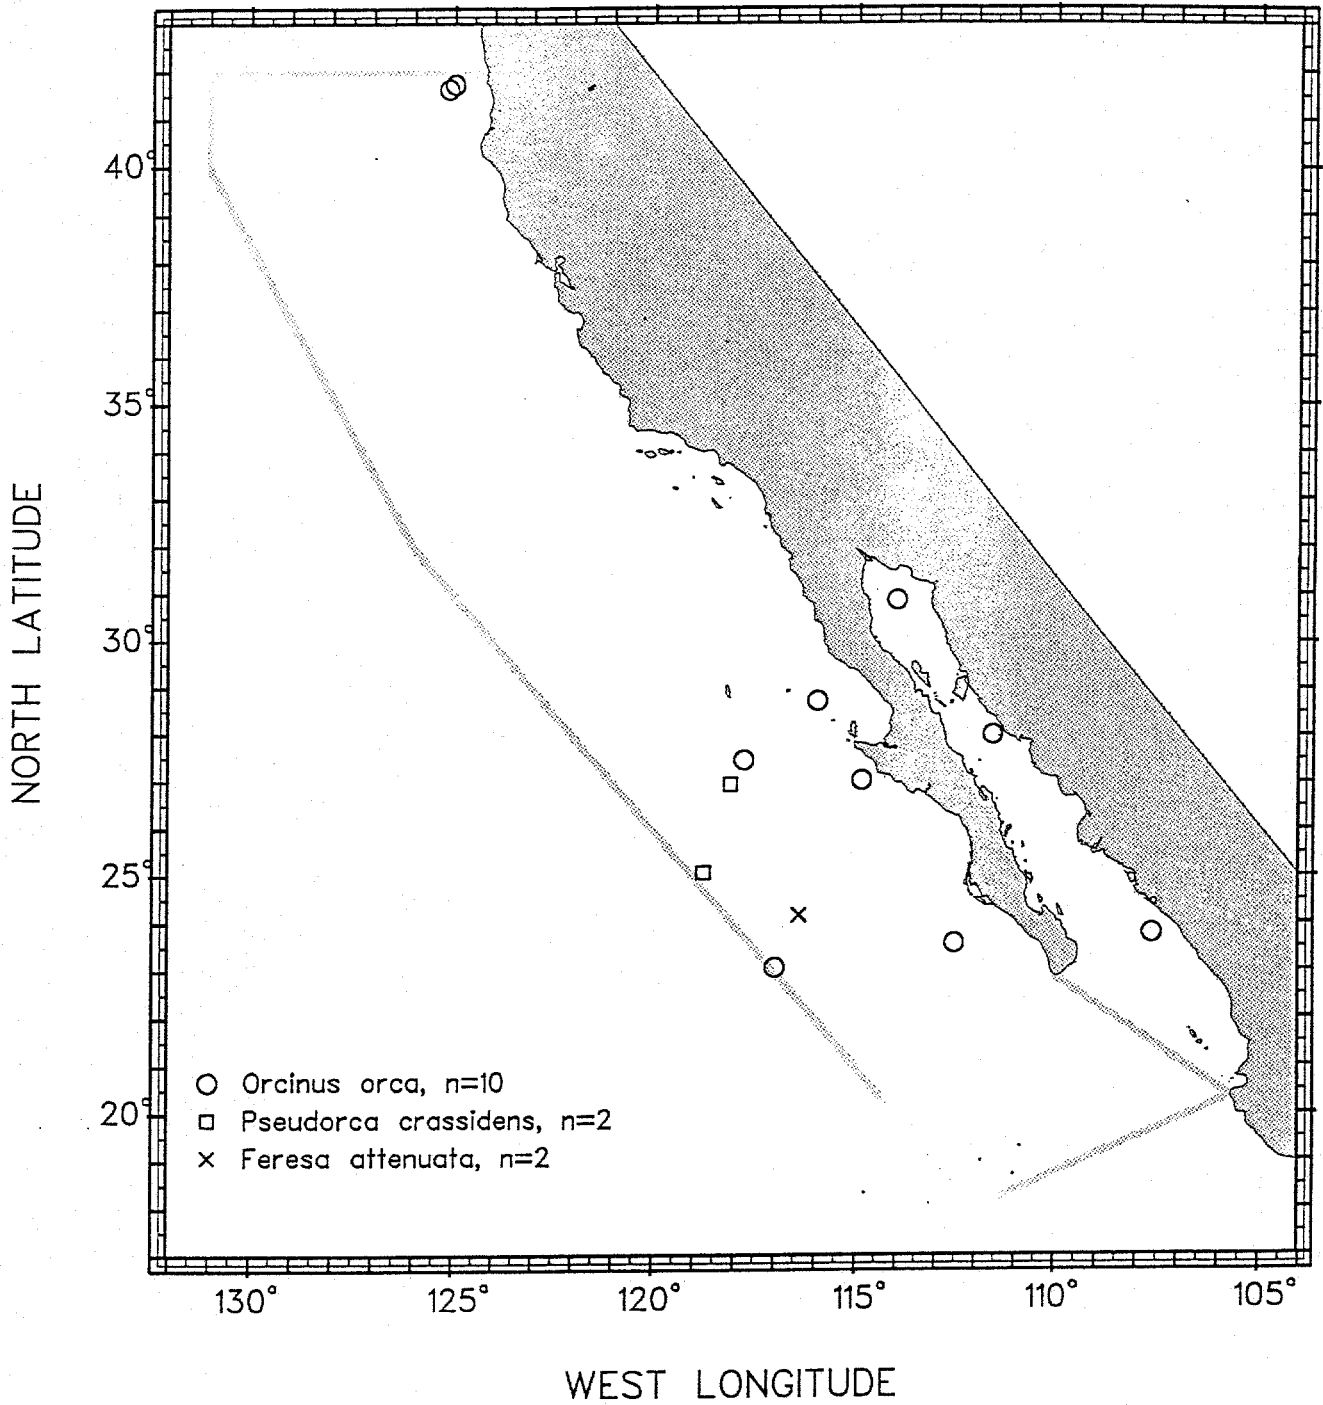 40°
35°
30°
25°
20°
NORTH LATITUDE
Orcinus orca, n=10
Pseudorca crassidens, n=2
Feresa attenuata, n=2
130° 125° 120° 115° 110° 105°
WEST LONGITUDE